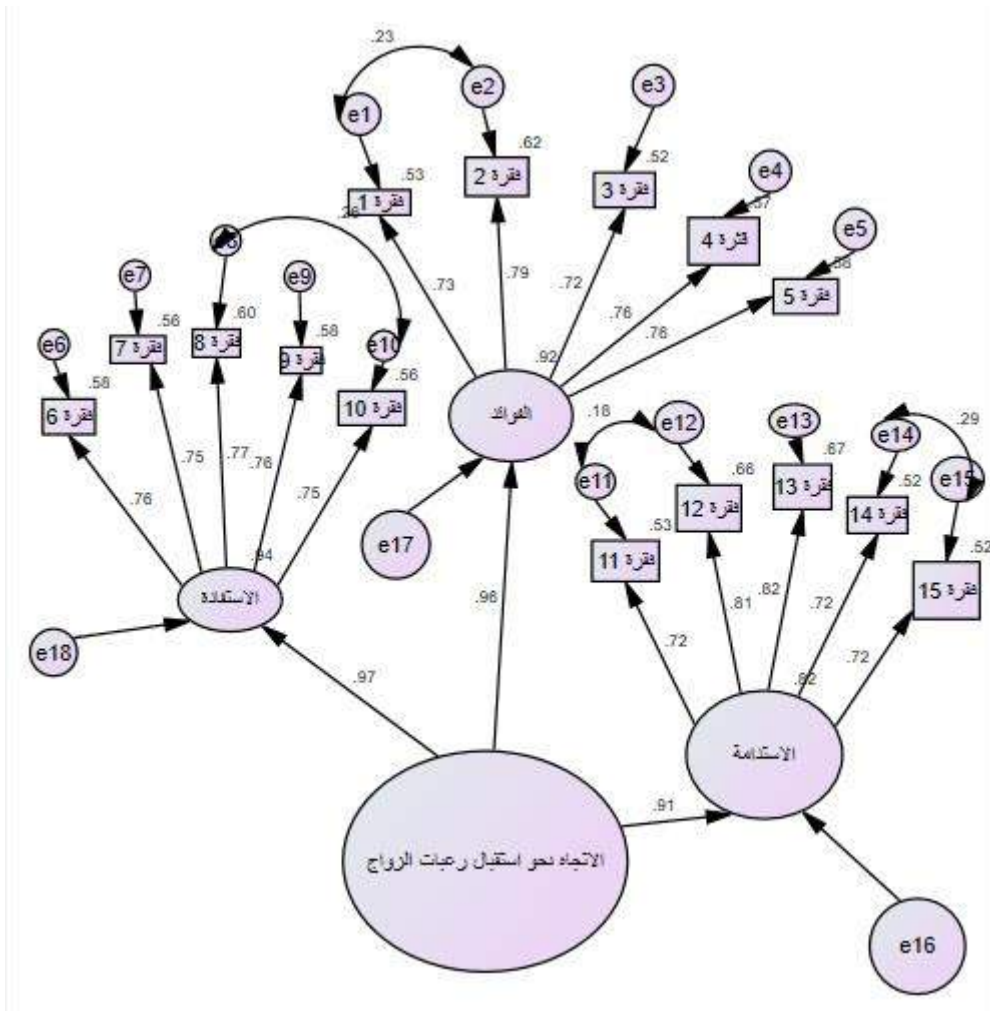 .23
e1
e2
e3
e4
e5
.53
فقرة 1
.62
فقرة 2
.52
فقرة 3
فقرة 4
فقرة 5
.73
.79
.72
.76
.76
.92
الفوائد
e17
e6
e7
e9
e10
.58
فقرة 6
.56
فقرة 7
.60
فقرة 8
.58
فقرة 9
.56
فقرة 10
.76
.75
.77
.76
.75
.94
الاستفادة
e18
.18
.29
e11
e12
e13
e14
e15
.53
فقرة 11
.66
فقرة 12
.67
فقرة 13
.52
فقرة 14
.52
فقرة 15
.72
.81
.82
.72
.72
.82
الاستدامة
e16
.97
.96
.91
الاتجاه نحو استقبال رعبات الزواج